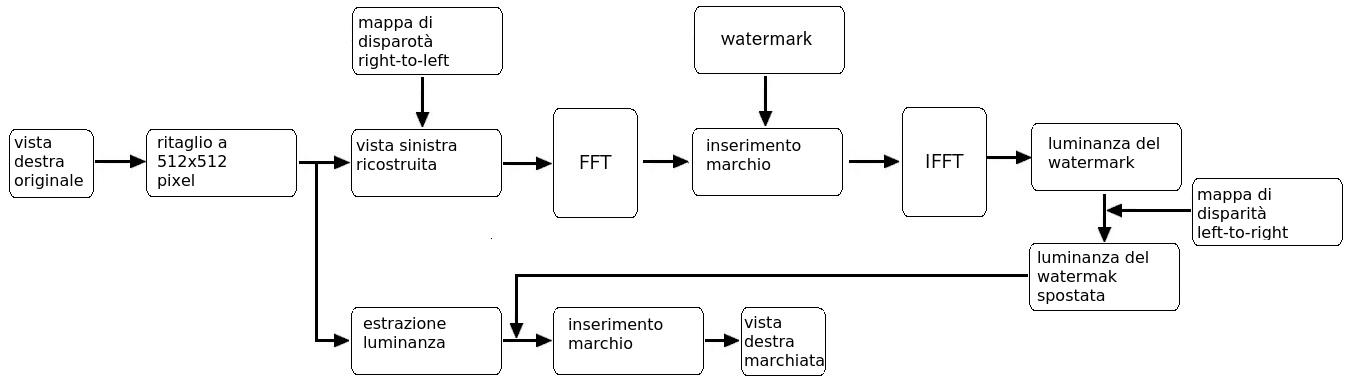 mappa di
disparotà
right-to-left
watermark
vista
destra
originale
ritaglio a
512x512
pixel
vista sinistra
ricostruita
FFT
inserimento
marchio
IFFT
luminanza del
watermark
mappa di
disparità
left-to-right
luminanza del
watermak
spostata
estrazione
luminanza
inserimento
marchio
vista
destra
marchiata